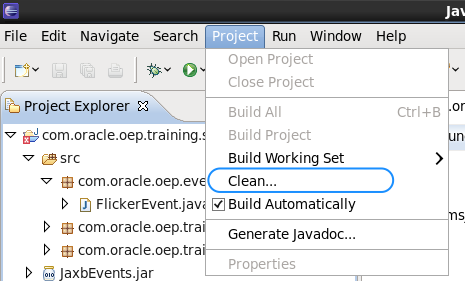 Jav
File Edit Navigate Search Project Run Window Help
Open Project
Close Project
Build All Ctrl+B
Build Project
Build Working Set
Clean...
Build Automatically
Generate Javadoc...
Properties
Project Explorer
com.oracle.oep.training.s
src
com.oracle.oep.eve
FlickerEvent.java
com.oracle.oep.trai
com.oracle.oep.trai
JaxbEvents.jar